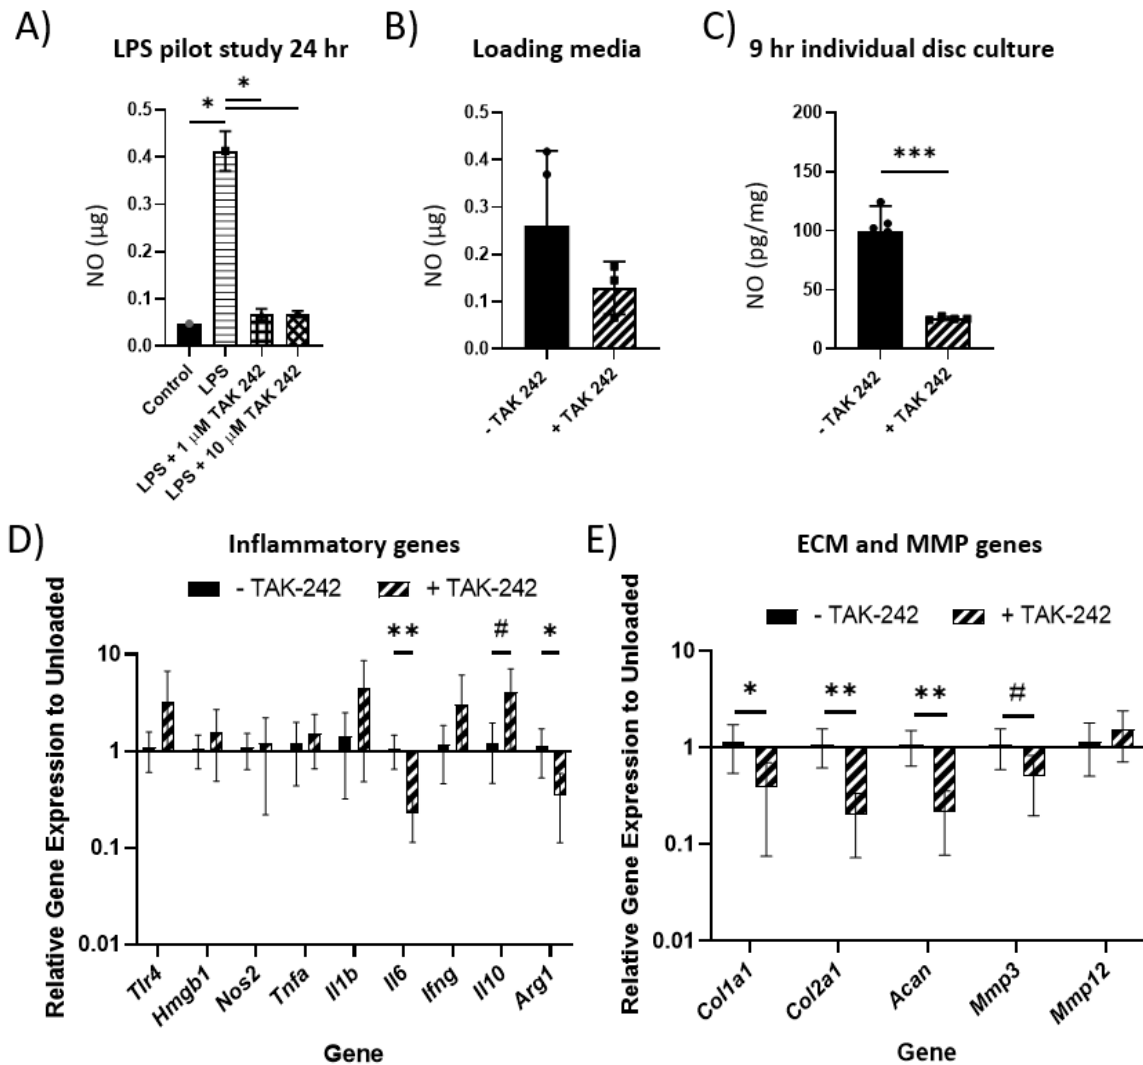 A)
LPS pilot study 24 hr
*
*
0.5
0.4
0.3
0.2
0.1
0.0
NO (µg)
Control
LPS
LPS + 1 µM TAK 242
LPS + 10 µM TAK 242
B)
Loading media
0.5
0.4
0.3
0.2
0.1
0.0
NO (µg)
- TAK 242
+ TAK 242
C)
9 hr individual disc culture
***
200
150
100
50
0
NO (pg/mg)
- TAK 242
+ TAK 242
D)
Inflammatory genes
- TAK-242
+ TAK-242
** # *
10
1
0.1
0.01
Relative Gene Expression to Unloaded
Tlr4
Hmgb1
Nos2
Tnfa
Il1b
Il6
Ifng
Il10
Arg1
Gene
E)
ECM and MMP genes
- TAK-242
+ TAK-242
* ** ** #
10
1
0.1
0.01
Relative Gene Expression to Unloaded
Col1a1
Col2a1
Acan
Mmp3
Mmp12
Gene